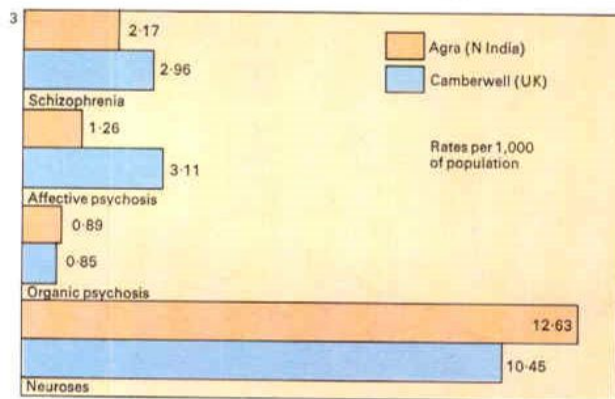 3
2·17
Agra (N India)
2·96
Camberwell (UK)
Schizophrenia
1·26
Rates per 1,000
of population
3·11
Affective psychosis
0·89
0·85
Organic psychosis
12·63
10·45
Neuroses